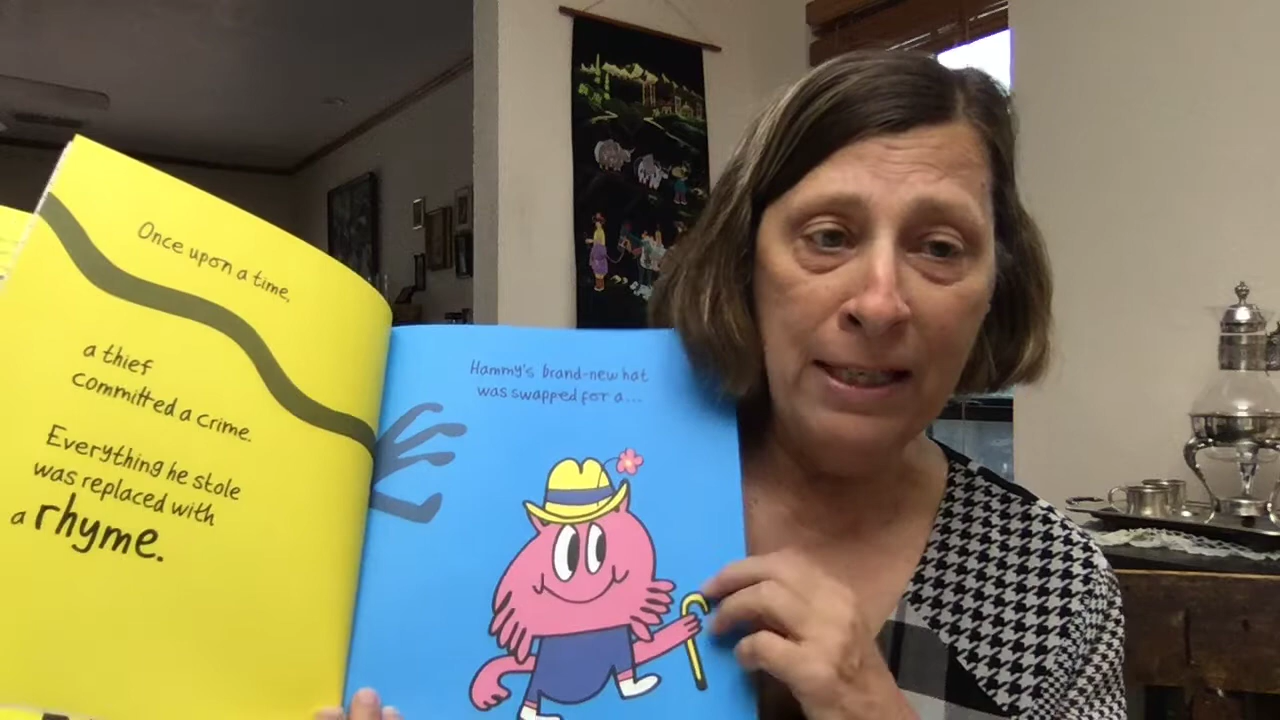 Once upon a time,
a thief
committed a crime.
Everything he stole
was replaced with
a rhyme.
Hammy's brand-new hat
was swapped for a...